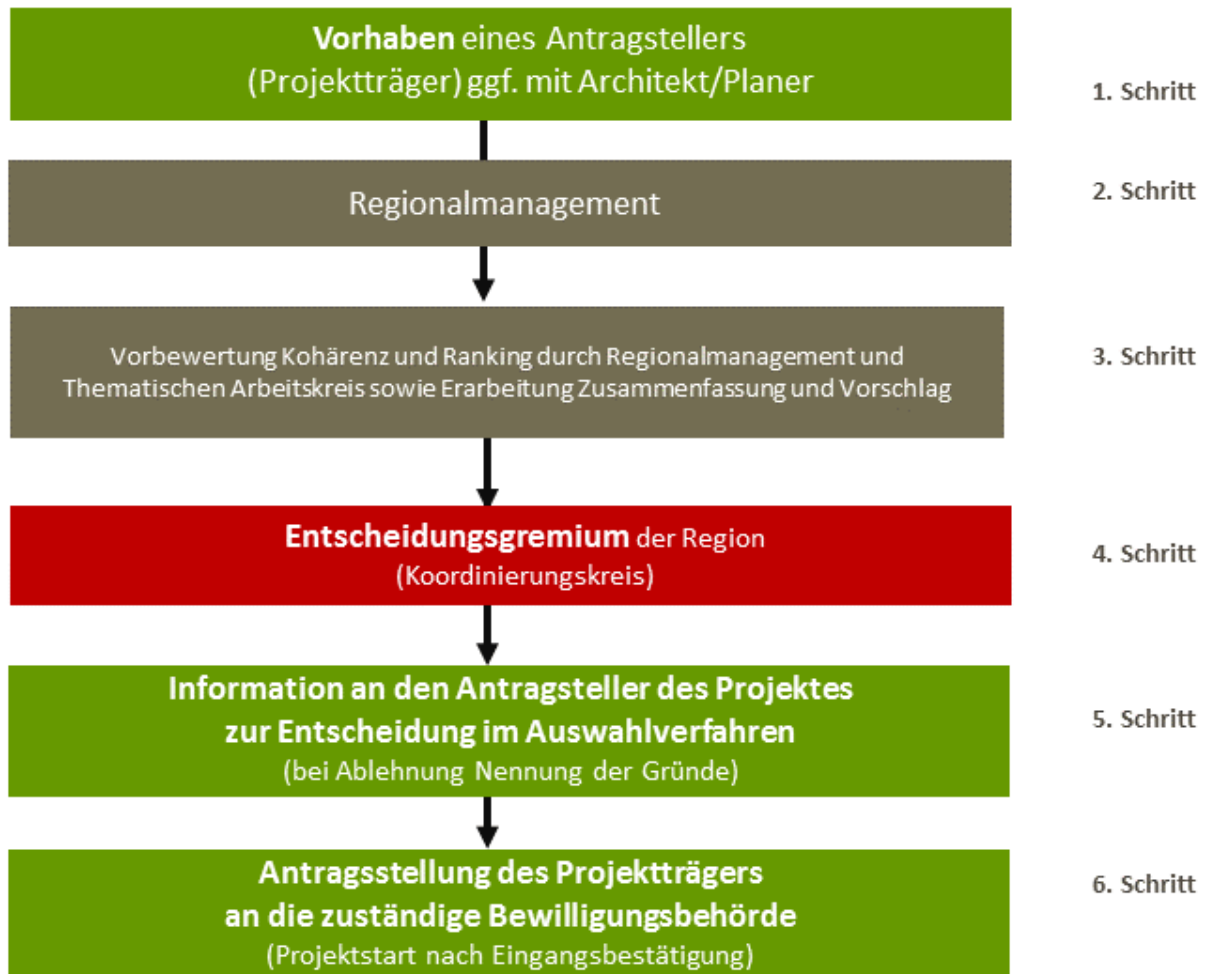 Vorhaben eines Antragstellers
(Projektträger) ggf. mit Architekt/Planer
1. Schritt
Regionalmanagement
2. Schritt
Vorbewertung Kohärenz und Ranking durch Regionalmanagement und
Thematischen Arbeitskreis sowie Erarbeitung Zusammenfassung und Vorschlag
3. Schritt
Entscheidungsgremium der Region
(Koordinierungskreis)
4. Schritt
Information an den Antragsteller des Projektes
zur Entscheidung im Auswahlverfahren
(bei Ablehnung Nennung der Gründe)
5. Schritt
Antragsstellung des Projektträgers
an die zuständige Bewilligungsbehörde
(Projektstart nach Eingangsbestätigung)
6. Schritt